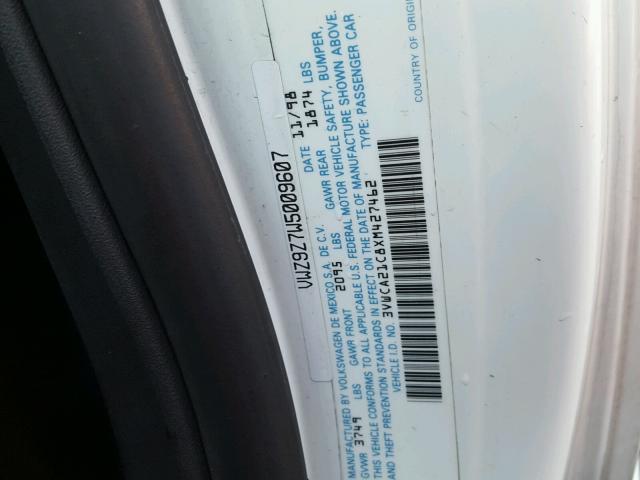 VWZ9Z7W5009607
MANUFACTURED BY VOLKSWAGEN DE MEXICO S.A. DE C.V. DATE 11/98
GVWR 3749 LBS GAWR FRONT 2095 LBS GAWR REAR 1874 LBS
THIS VEHICLE CONFORMS TO ALL APPLICABLE U.S. FEDERAL MOTOR VEHICLE SAFETY, BUMPER,
AND THEFT PREVENTION STANDARDS IN EFFECT ON THE DATE OF MANUFACTURE SHOWN ABOVE.
VEHICLE I.D. NO. 3VWCA21C8XM427462 TYPE: PASSENGER CAR
COUNTRY OF ORIGI